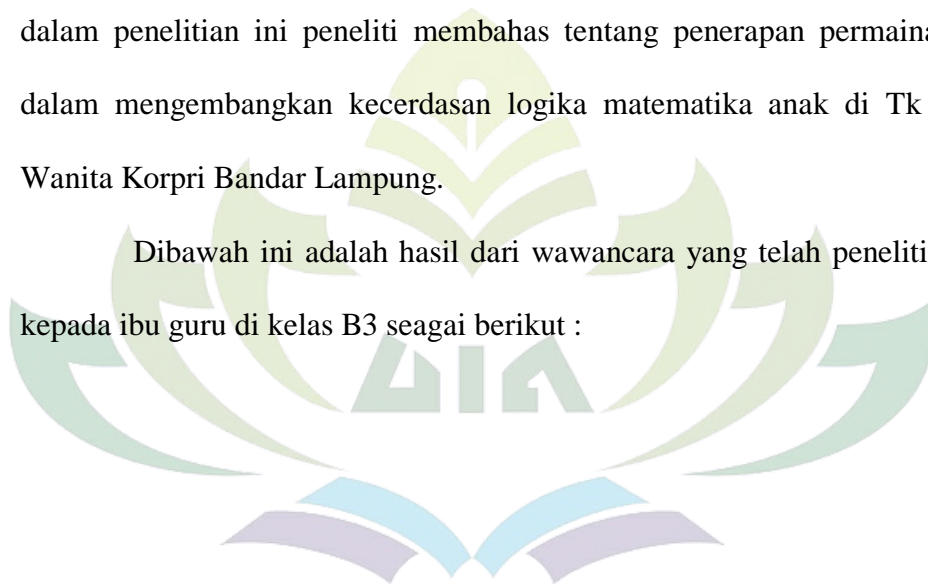 dalam penelitian ini peneliti membahas tentang penerapan
dalam mengembangkan kecerdasan logika matematika anak di Tk
Wanita Korpri Bandar Lampung.
Dibawah ini adalah hasil dari wawancara yang telah peneliti
kepada ibu guru di kelas B3 seagai berikut :
UIN